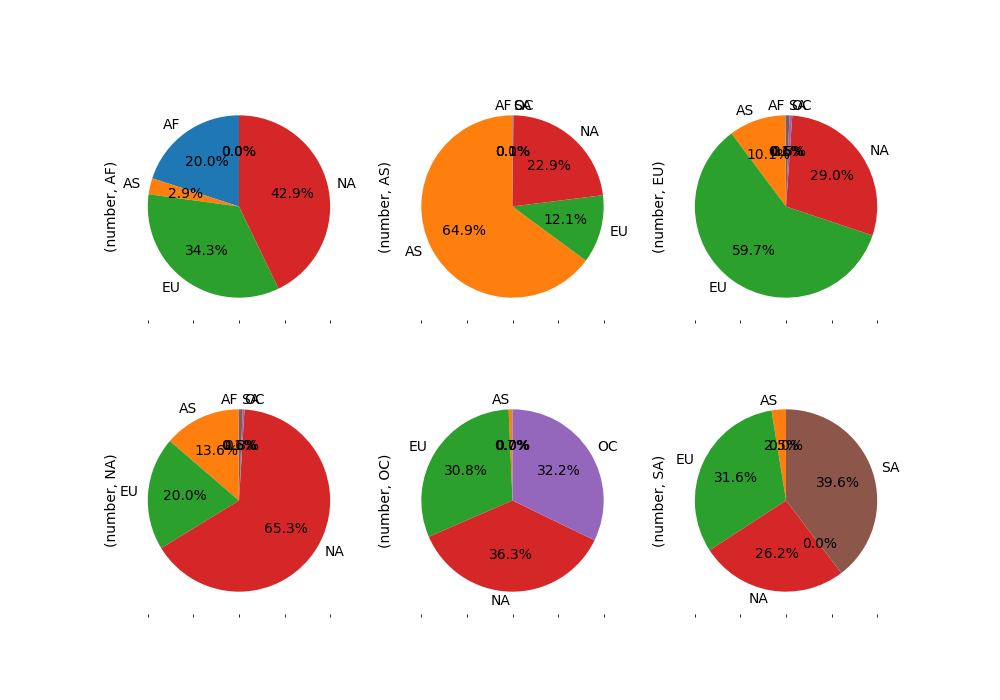 (number, AF)
AF
AS
EU
NA
20.0%
2.9%
34.3%
42.9%
0.0%
(number, AS)
AF
SA
OC
NA
EU
AS
22.9%
12.1%
64.9%
(number, EU)
AS
AF
SA
OC
NA
EU
10.1%
29.0%
59.7%
(number, NA)
AS
AF
SA
OC
EU
NA
13.6%
20.0%
65.3%
(number, OC)
AS
EU
OC
NA
30.8%
32.2%
36.3%
(number, SA)
AS
EU
SA
NA
31.6%
39.6%
0.0%
26.2%